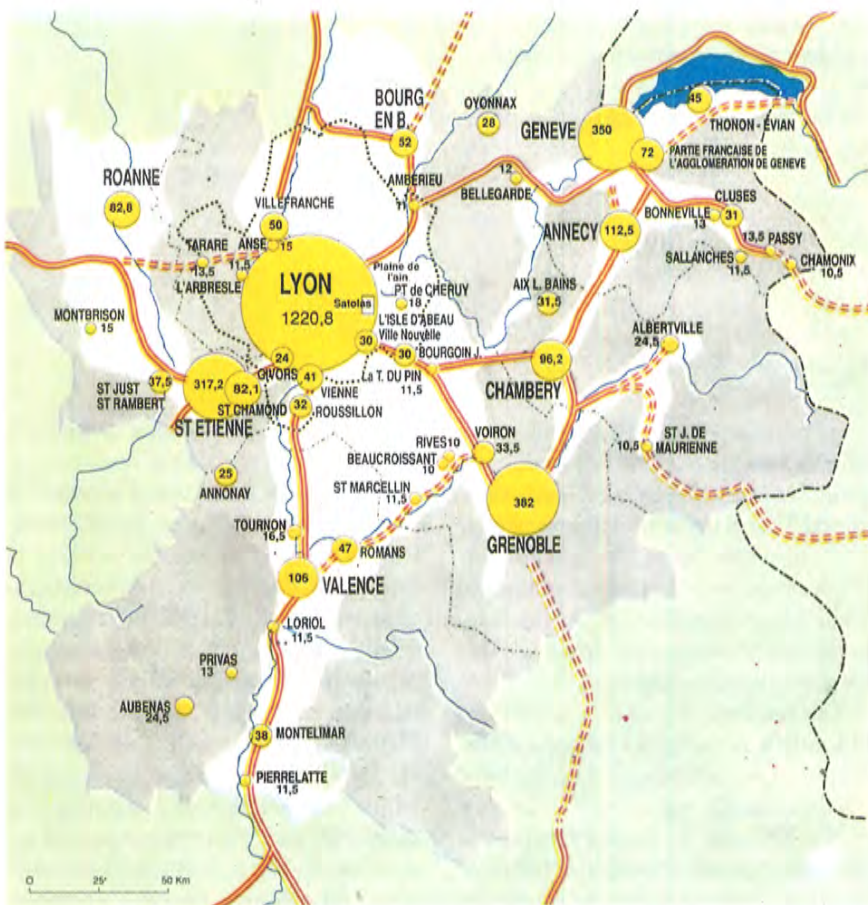 BOURG
EN B.
52
OYONNAX
28
GENEVE
350
45
THONON - ÉVIAN
72
PARTIE FRANCAISE DE
L'AGGLOMERATION DE GENEVE
ROANNE
82,8
AMBERIEU
11
12
BELLEGARDE
VILLEFRANCHE
50
ANSE
15
TARARE
13,5
11,5
L'ARBRESLE
CLUSES
31
BONNEVILLE
13
ANNECY
112,5
13,5
PASSY
SALLANCHES
11,5
CHAMONIX
10,5
LYON
1220,8
Satolas
Plaine de
l'ain
PT de CHERUY
18
AIX L. BAINS
31,5
MONTBRISON
15
L'ISLE D'ABEAU
Ville Nouvelle
30
30
BOURGOIN J.
ALBERTVILLE
24,5
24
GIVORS
La T. DU PIN
11,5
96,2
CHAMBERY
37,5
ST JUST
ST RAMBERT
317,2
82,1
ST CHAMOND
ST ETIENNE
41
VIENNE
32
ROUSSILLON
RIVES 10
BEAUCROISSANT
10
VOIRON
33,5
10,5
ST J. DE
MAURIENNE
25
ANNONAY
ST MARCELLIN
11,5
382
GRENOBLE
TOURNON
16,5
47
ROMANS
106
VALENCE
LORIOL
11,5
PRIVAS
13
AUBENAS
24,5
38
MONTELIMAR
PIERRELATTE
11,5
0 25 50 Km